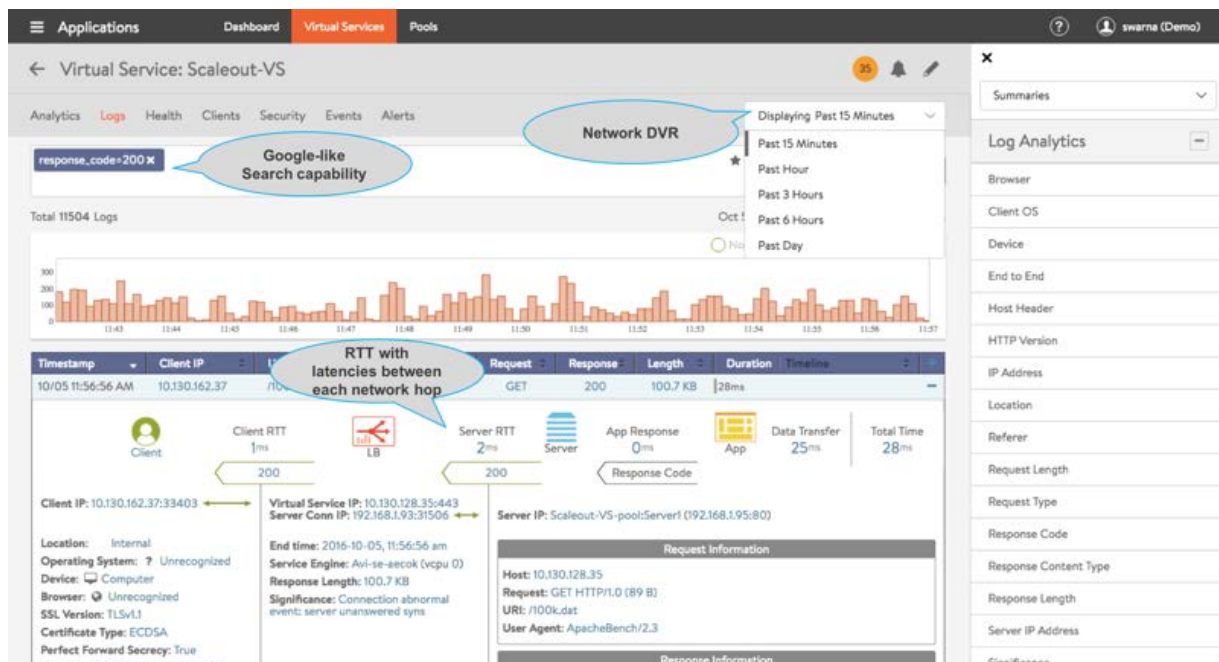 Applications Dashboard Virtual Services Pools ? swarna (Demo)
← Virtual Service: Scaleout-VS 35
Analytics Logs Health Clients Security Events Alerts
Displaying Past 15 Minutes
Past 15 Minutes
Past Hour
Past 3 Hours
Past 6 Hours
Past Day
Network DVR
response_code=200 ×
Google-like
Search capability
Total 11504 Logs
Oct
300
200
100
0
11:43 11:44 11:45 11:46 11:47 11:48 11:49 11:50 11:51 11:52 11:53 11:54 11:55 11:56 11:57
RTT with
latencies between
each network hop
Timestamp Client IP Request Response Length Duration Timeline
10/05 11:56:56 AM 10.130.162.37 GET 200 100.7 KB 28ms
Client
Client RTT
1ms
200
LB
Server RTT
2ms
200
Server
App Response
0ms
Response Code
App
Data Transfer
25ms
Total Time
28ms
Client IP: 10.130.162.37:33403
Location: Internal
Operating System: ? Unrecognized
Device: Computer
Browser: Unrecognized
SSL Version: TLSv1.1
Certificate Type: ECDSA
Perfect Forward Secrecy: True
Virtual Service IP: 10.130.128.35:443
Server Conn IP: 192.168.1.93:31506
End time: 2016-10-05, 11:56:56 am
Service Engine: Avi-se-aecok (vcpu 0)
Response Length: 100.7 KB
Significance: Connection abnormal
event: server unanswered syns
Server IP: Scaleout-VS-pool:Server1 (192.168.1.95:80)
Request Information
Host: 10.130.128.35
Request: GET HTTP/1.0 (89 B)
URI: /100k.dat
User Agent: ApacheBench/2.3
Response Information
×
Summaries
Log Analytics
Browser
Client OS
Device
End to End
Host Header
HTTP Version
IP Address
Location
Referer
Request Length
Request Type
Response Code
Response Content Type
Response Length
Server IP Address
Significance